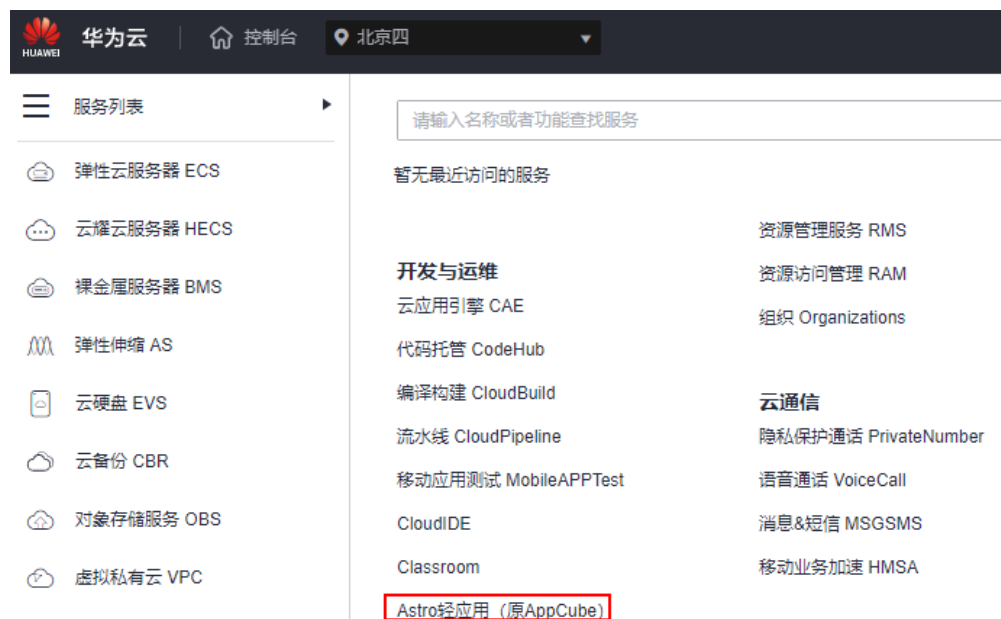 HUAWEI
华为云
控制台
北京四
服务列表
弹性云服务器 ECS
云耀云服务器 HECS
裸金属服务器 BMS
弹性伸缩 AS
云硬盘 EVS
云备份 CBR
对象存储服务 OBS
虚拟私有云 VPC
请输入名称或者功能查找服务
暂无最近访问的服务
开发与运维
云应用引擎 CAE
代码托管 CodeHub
编译构建 CloudBuild
流水线 CloudPipeline
移动应用测试 MobileAPPTest
CloudIDE
Classroom
Astro轻应用（原AppCube）
资源管理服务 RMS
资源访问管理 RAM
组织 Organizations
云通信
隐私保护通话 PrivateNumber
语音通话 VoiceCall
消息&短信 MSGSMS
移动业务加速 HMSA